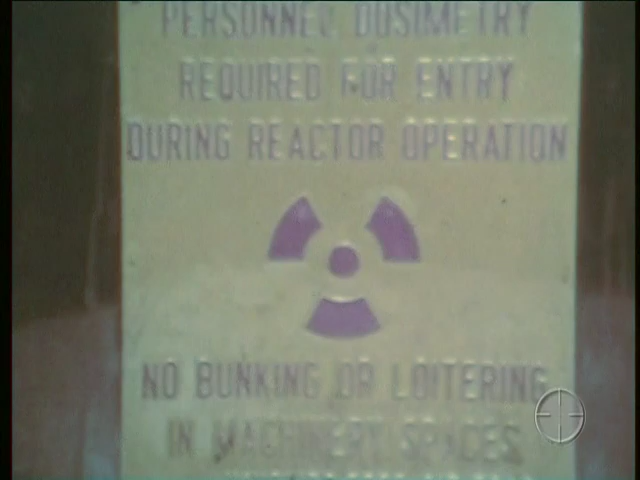 PERSONNEL DOSIMETRY
REQUIRED FOR ENTRY
DURING REACTOR OPERATION
NO BUNKING OR LOITERING
IN MACHINERY SPACES